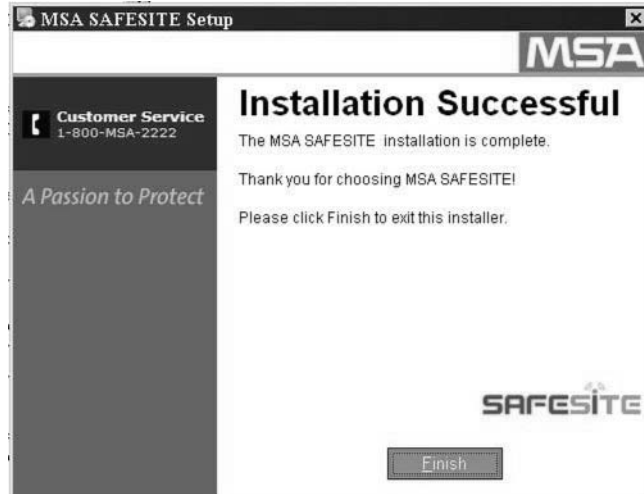 MSA SAFESITE Setup
MSA
Customer Service
1-800-MSA-2222
A Passion to Protect
Installation Successful
The MSA SAFESITE installation is complete.
Thank you for choosing MSA SAFESITE!
Please click Finish to exit this installer.
SAFESITE
Finish